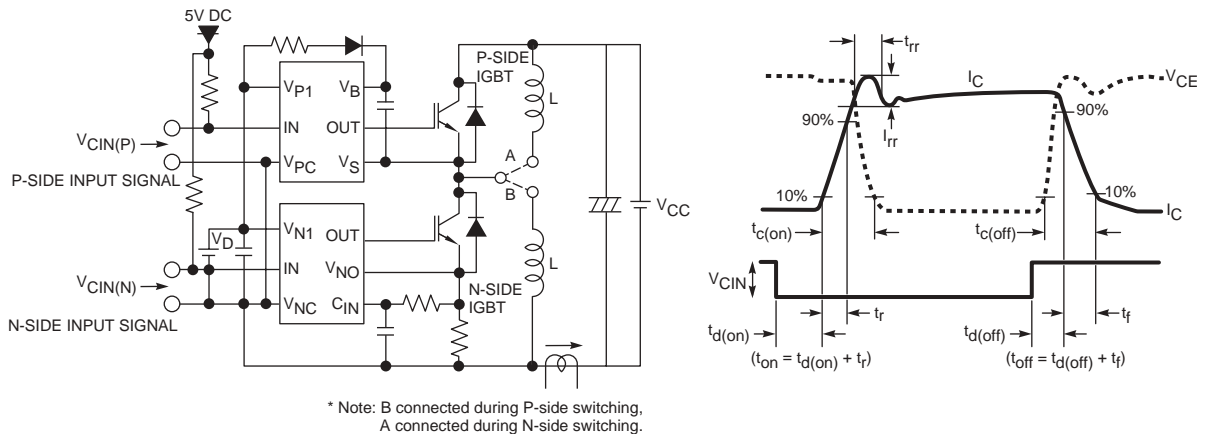 5V DC
P-SIDE
IGBT
VP1
VB
L
IN
OUT
VCIN(P)
VPC
VS
A
P-SIDE INPUT SIGNAL
B
VCC
VD
VN1
OUT
IN
VNO
L
VCIN(N)
N-SIDE
IGBT
VNC
CIN
N-SIDE INPUT SIGNAL
* Note: B connected during P-side switching,
A connected during N-side switching.
trr
IC
VCE
90%
Irr
90%
10%
10%
tc(on)
tc(off)
IC
VCIN
td(on)
tr
td(off)
tf
(ton = td(on) + tr)
(toff = td(off) + tf)